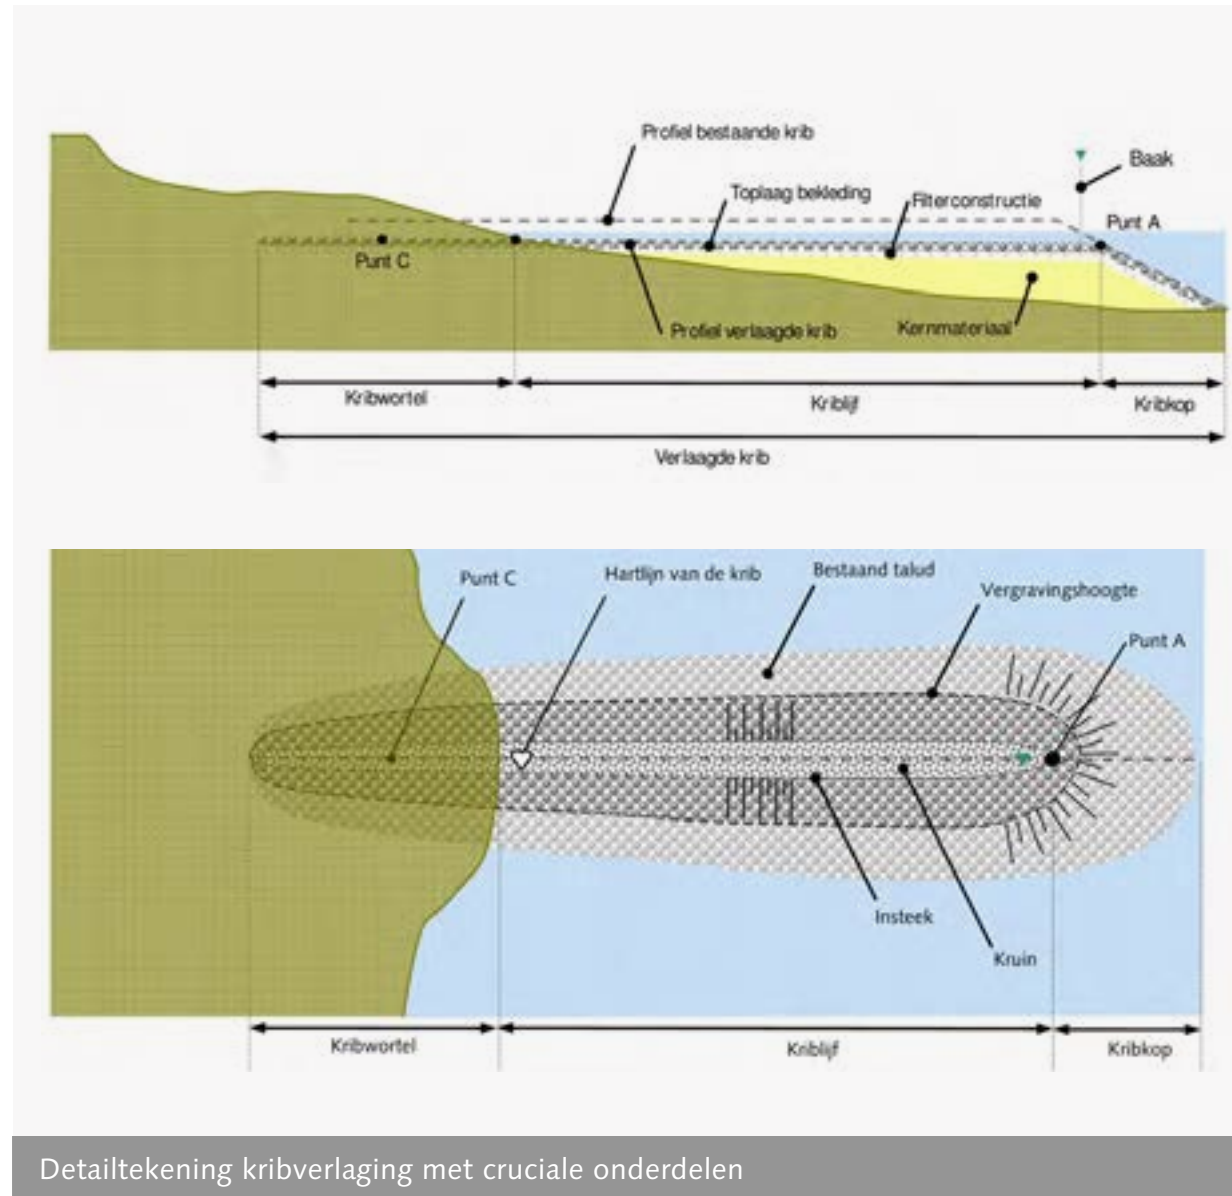 Profiel bestaande krib
Baak
Toplaag bekleding
Filterconstructie
Punt A
Punt C
Profiel verlaagde krib
Kernmateriaal
Kribwortel
Kriblijf
Kribkop
Verlaagde krib
Punt C
Hartlijn van de krib
Bestaand talud
Vergravingshoogte
Punt A
Insteek
Kruin
Kribwortel
Kriblijf
Kribkop
Detailtekening kribverlaging met cruciale onderdelen